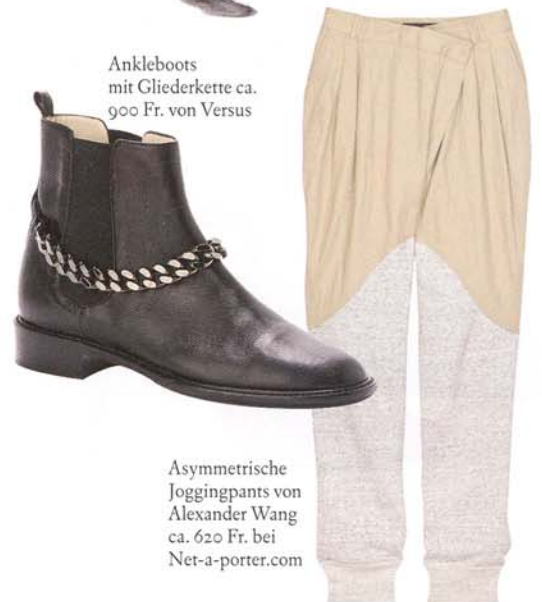 Ankleboots
mit Gliederkette ca.
900 Fr. von Versus
Asymmetrische
Joggingpants von
Alexander Wang
ca. 620 Fr. bei
Net-a-porter.com